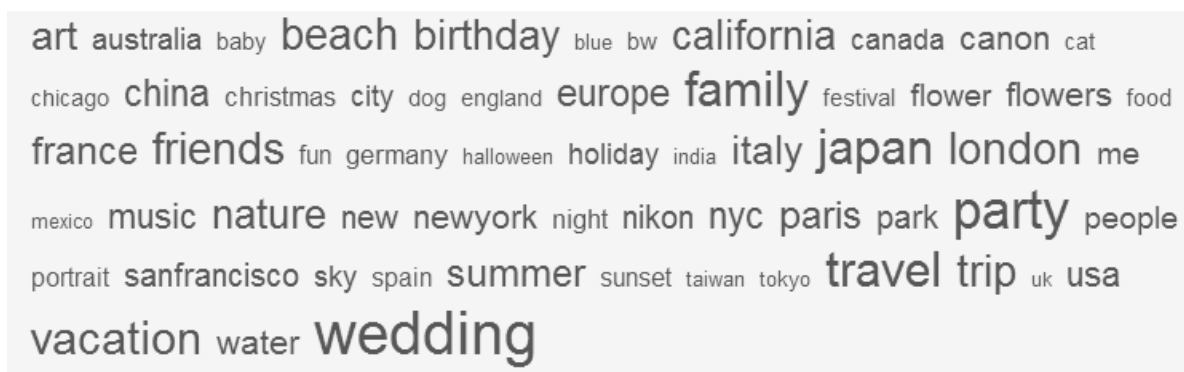 art australia baby beach birthday blue bw california canada canon cat
chicago china christmas city dog england europe family festival flower flowers food
france friends fun germany halloween holiday india italy japan london me
mexico music nature new newyork night nikon nyc paris park party people
portrait sanfrancisco sky spain summer sunset taiwan tokyo travel trip uk usa
vacation water wedding